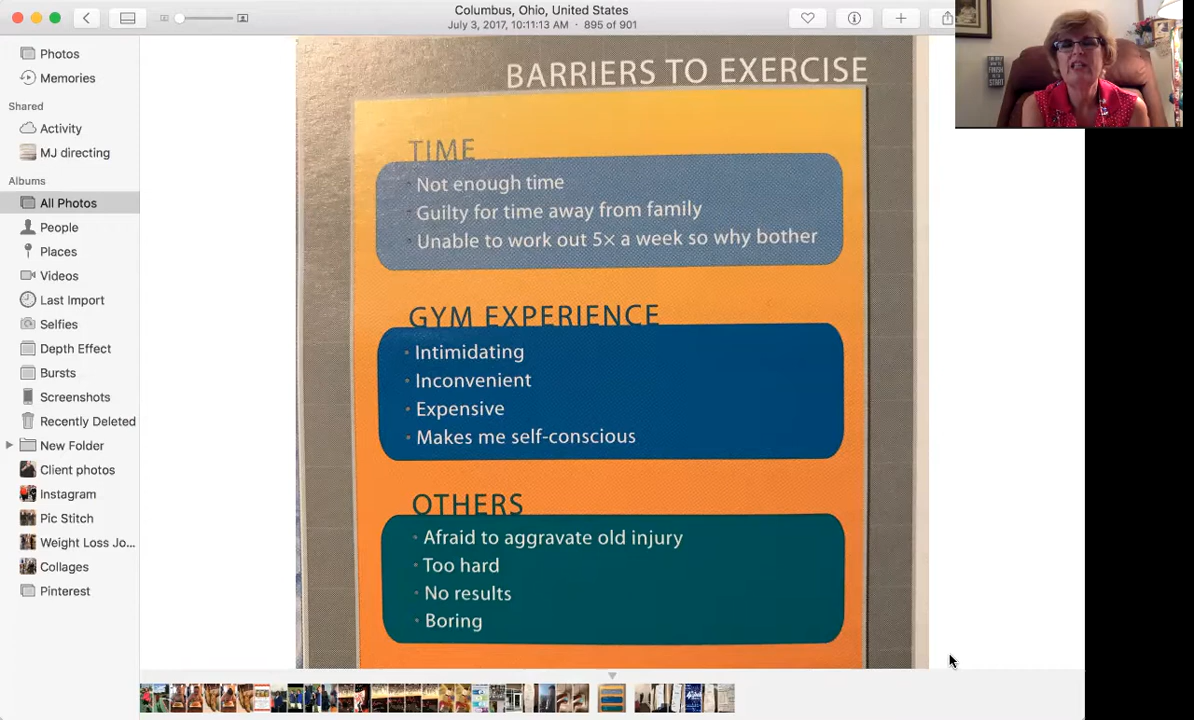 Columbus, Ohio, United States
July 3, 2017, 10:11:13 AM • 895 of 901
Photos
Memories
Shared
Activity
MJ directing
Albums
All Photos
People
Places
Videos
Last Import
Selfies
Depth Effect
Bursts
Screenshots
Recently Deleted
New Folder
Client photos
Instagram
Pic Stitch
Weight Loss Jo...
Collages
Pinterest
BARRIERS TO EXERCISE
TIME
• Not enough time
• Guilty for time away from family
• Unable to work out 5× a week so why bother
GYM EXPERIENCE
• Intimidating
• Inconvenient
• Expensive
• Makes me self-conscious
OTHERS
• Afraid to aggravate old injury
• Too hard
• No results
• Boring